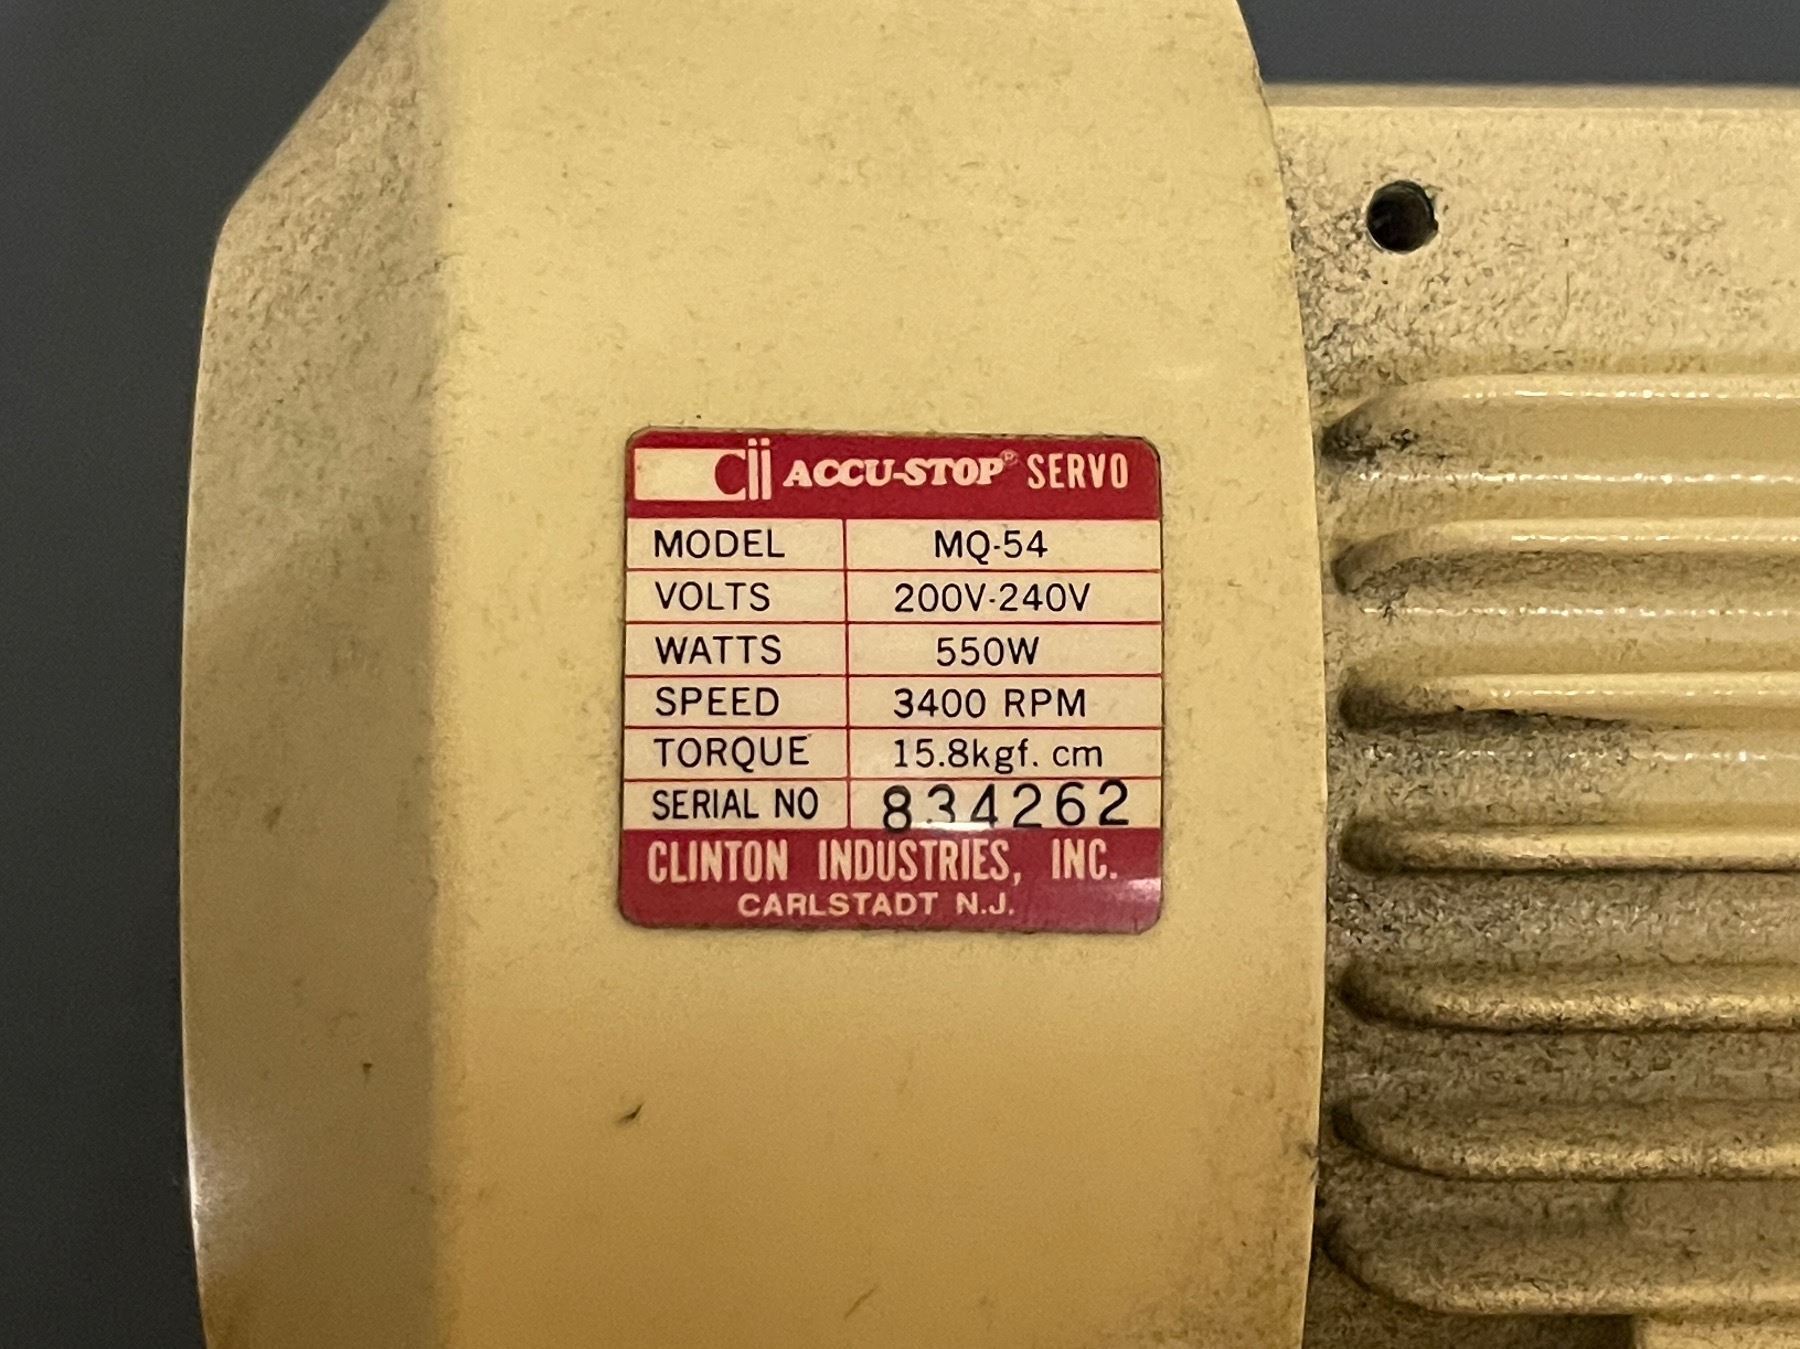 cii ACCU-STOP® SERVO
MODEL MQ-54
VOLTS 200V-240V
WATTS 550W
SPEED 3400 RPM
TORQUE 15.8kgf. cm
SERIAL NO 834262
CLINTON INDUSTRIES, INC.
CARLSTADT N.J.